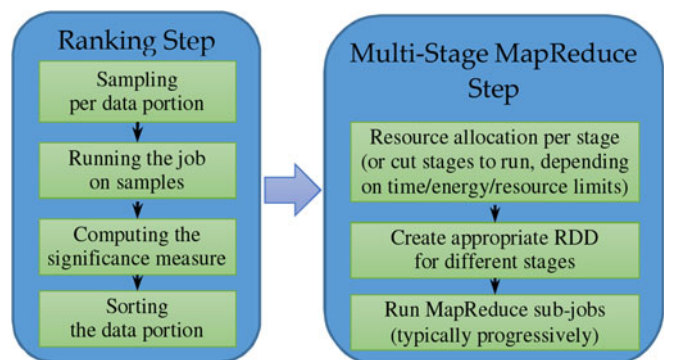 Ranking Step
Sampling
per data portion
Running the job
on samples
Computing the
significance measure
Sorting
the data portion
Multi-Stage MapReduce
Step
Resource allocation per stage
(or cut stages to run, depending
on time/energy/resource limits)
Create appropriate RDD
for different stages
Run MapReduce sub-jobs
(typically progressively)